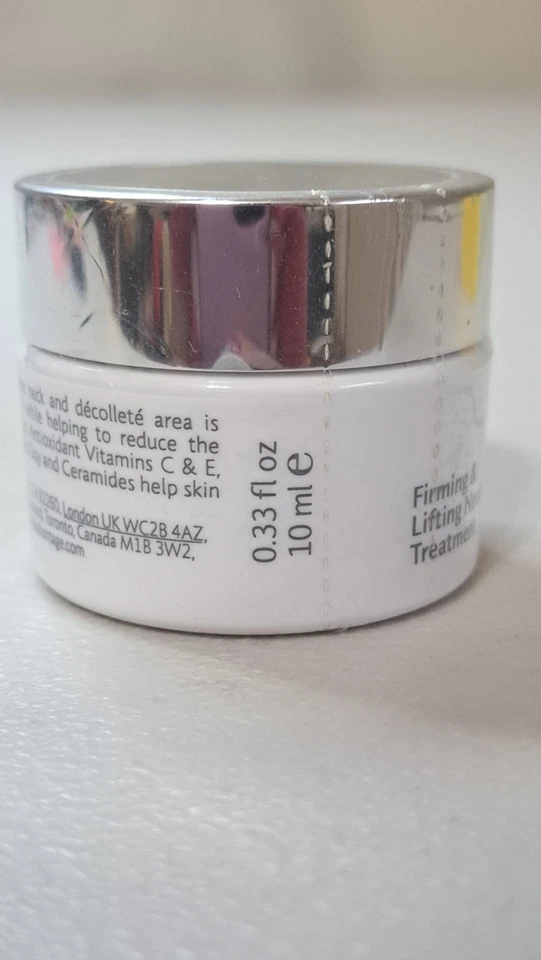 neck and décolleté area is
while helping to reduce the
Antioxidant Vitamins C & E,
and Ceramides help skin
London UK WC2B 4AZ,
Toronto, Canada M1B 3W2,
0.33 fl oz
10 ml e
Firming &
Lifting
Treatment